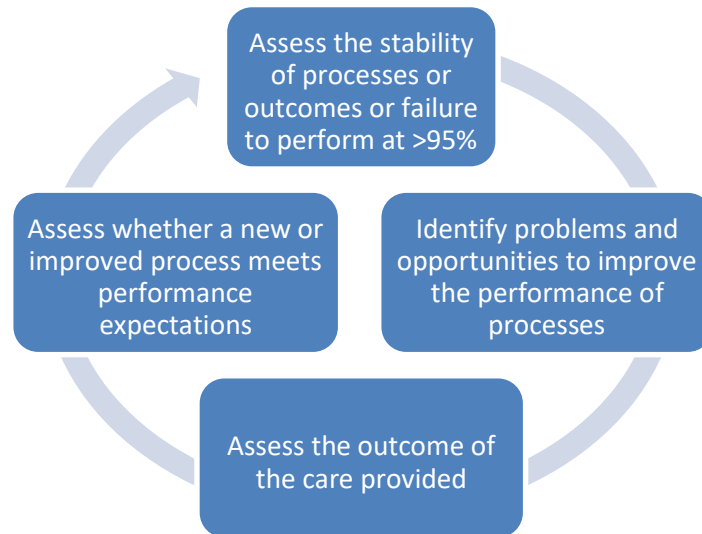 Assess the stability
of processes or
outcomes or failure
to perform at >95%
Identify problems and
opportunities to improve
the performance of
processes
Assess the outcome of
the care provided
Assess whether a new or
improved process meets
performance
expectations